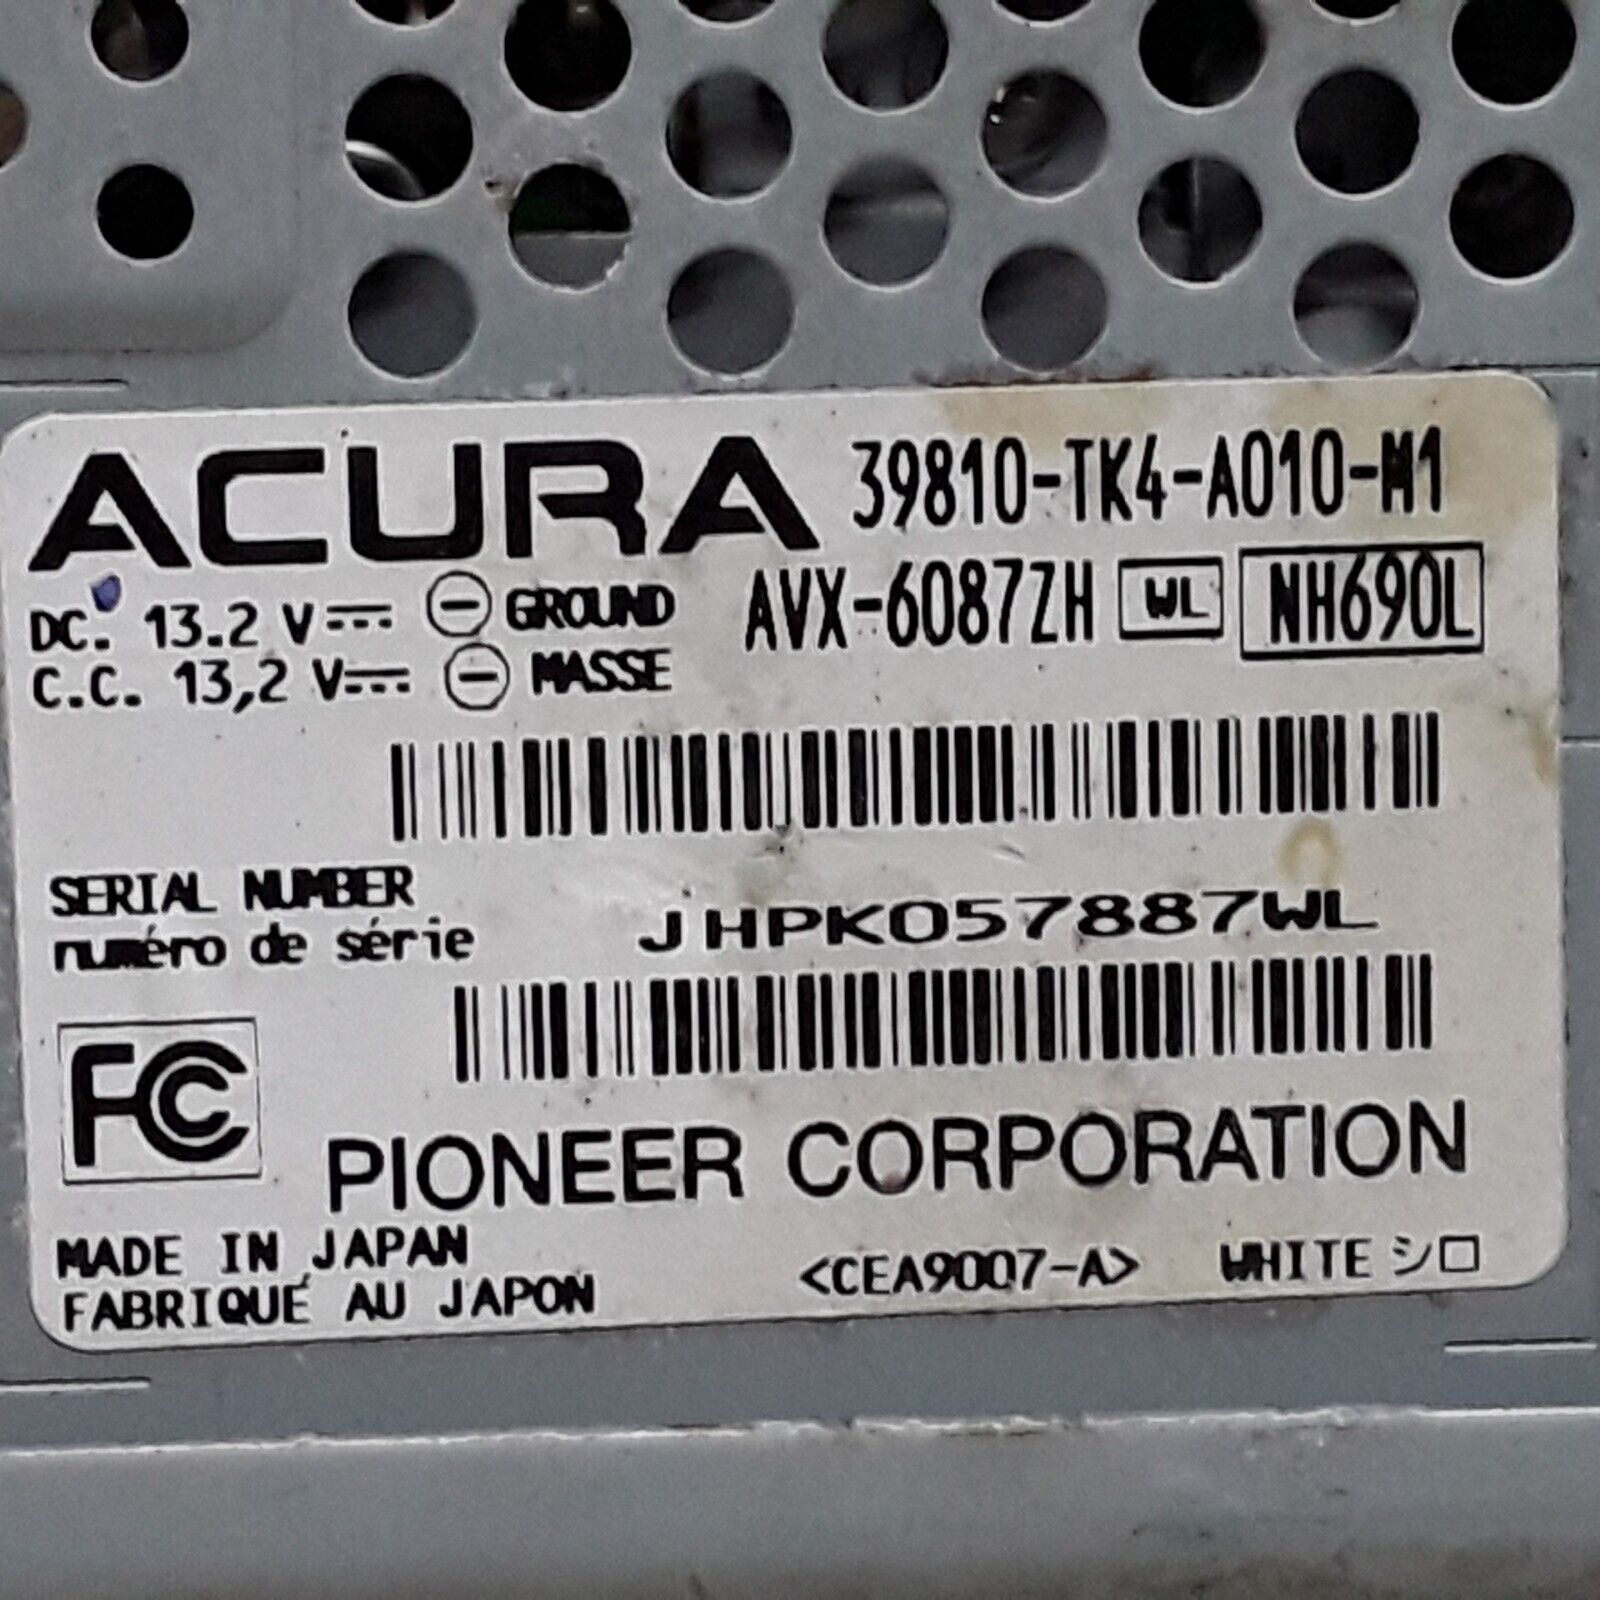 ACURA 39810-TK4-A010-M1
DC. 13.2 V⎓ ⊖ GROUND AVX-6087ZH WL NH690L
C.C. 13,2 V⎓ ⊖ MASSE
SERIAL NUMBER
numéro de série JHPK057887WL
FC
PIONEER CORPORATION
MADE IN JAPAN
FABRIQUÉ AU JAPON <CEA9007-A> WHITE シロ